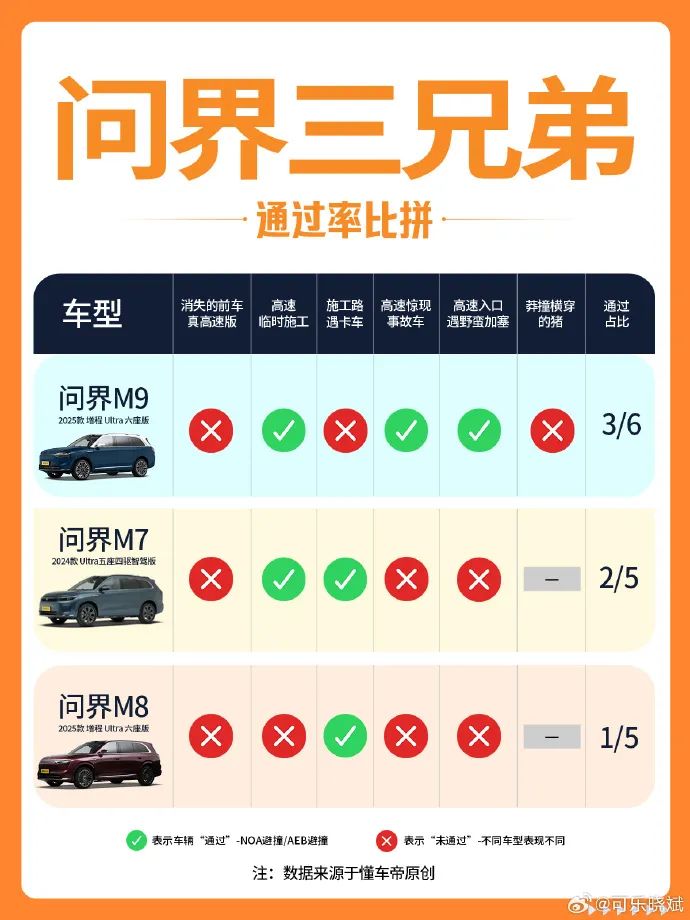 问界三兄弟
通过率比拼
车型
消失的前车
真高速版
高速
临时施工
施工路
遇卡车
高速惊现
事故车
高速入口
遇野蛮加塞
莽撞横穿
的猪
通过
占比
问界M9
2025款 增程 Ultra 六座版
3/6
问界M7
2024款 Ultra五座四驱智驾版
—
2/5
问界M8
2025款 增程 Ultra 六座版
—
1/5
表示车辆“通过”-NOA避撞/AEB避撞
表示“未通过”-不同车型表现不同
注：数据来源于懂车帝原创
@可乐晓斌